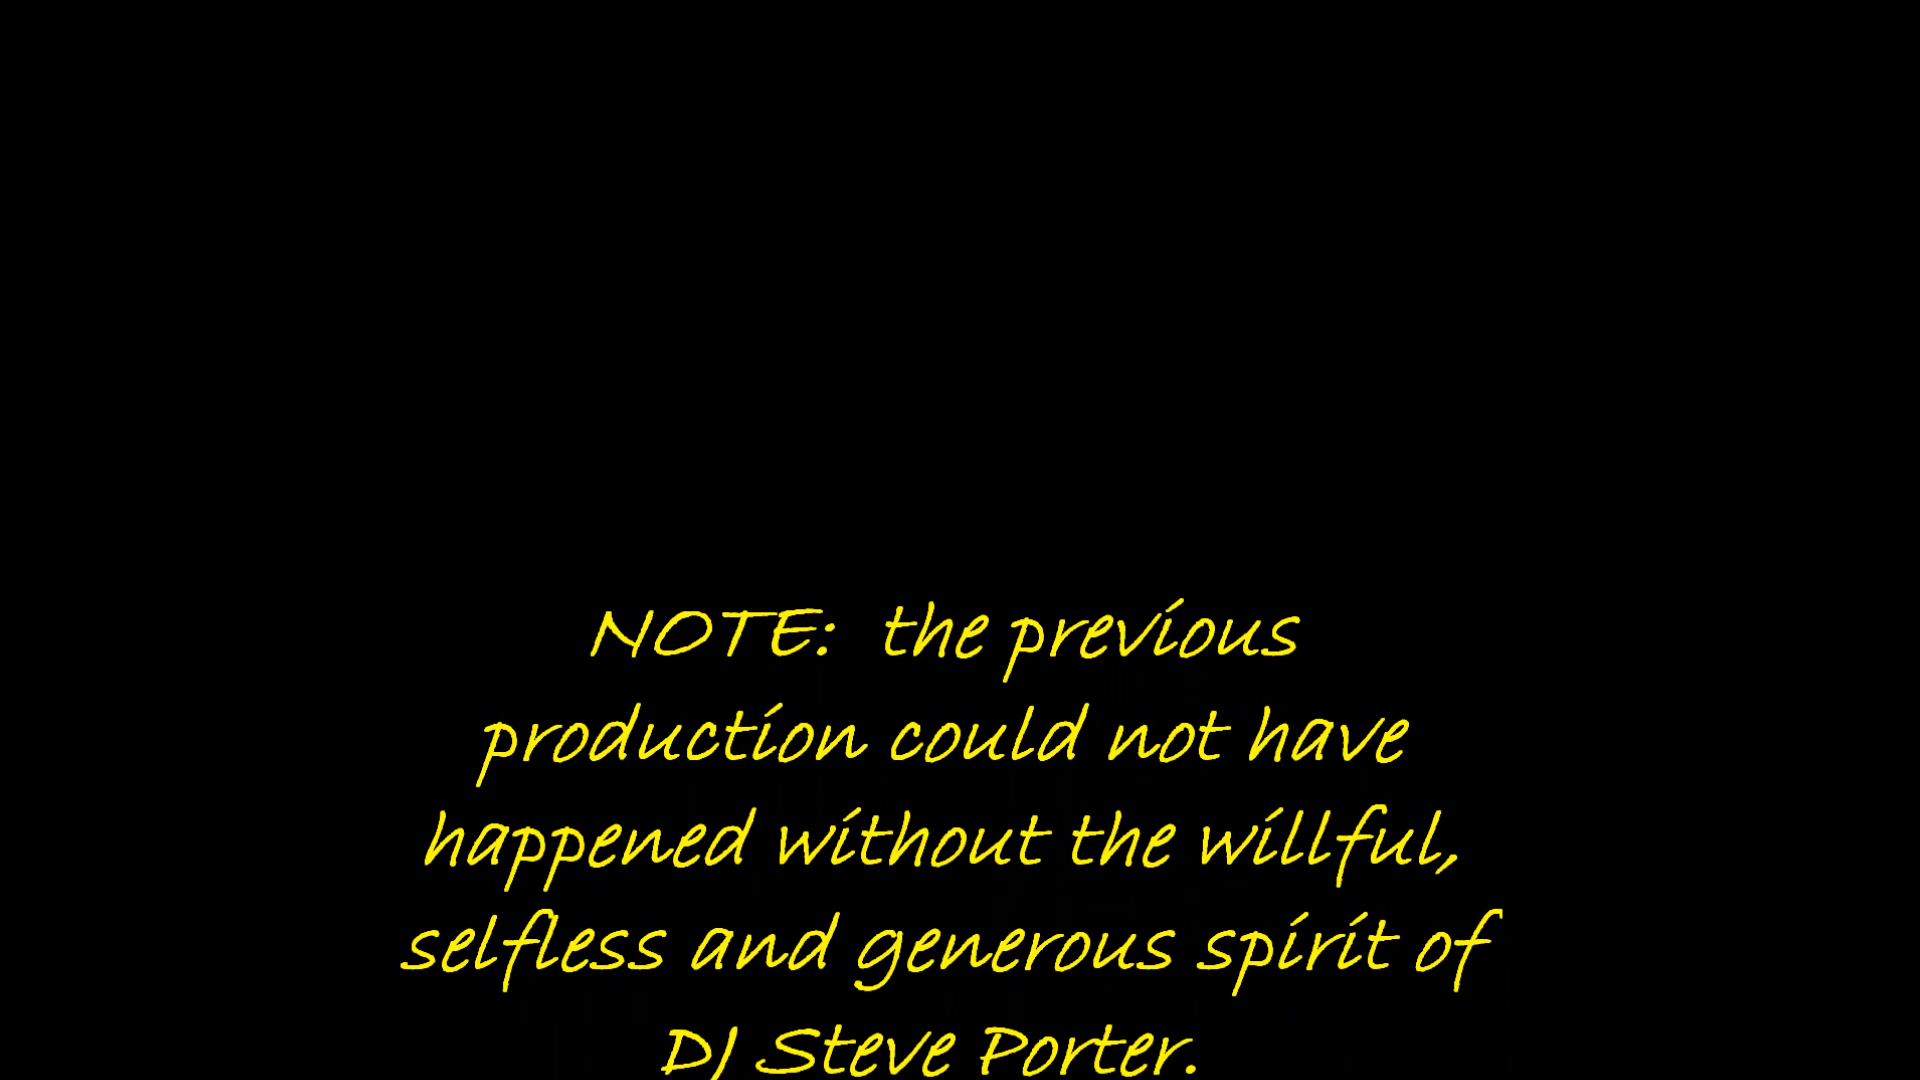 NOTE:  the previous
production could not have
happened without the willful,
selfless and generous spirit of
DJ Steve Porter.